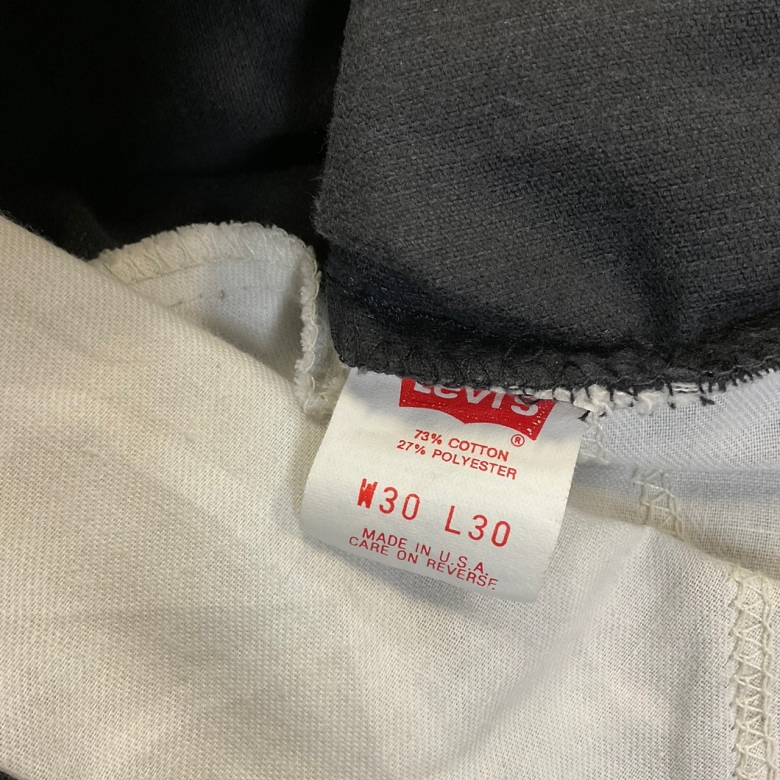 Levi's
®
73% COTTON
27% POLYESTER
W30 L30
MADE IN U.S.A.
CARE ON REVERSE